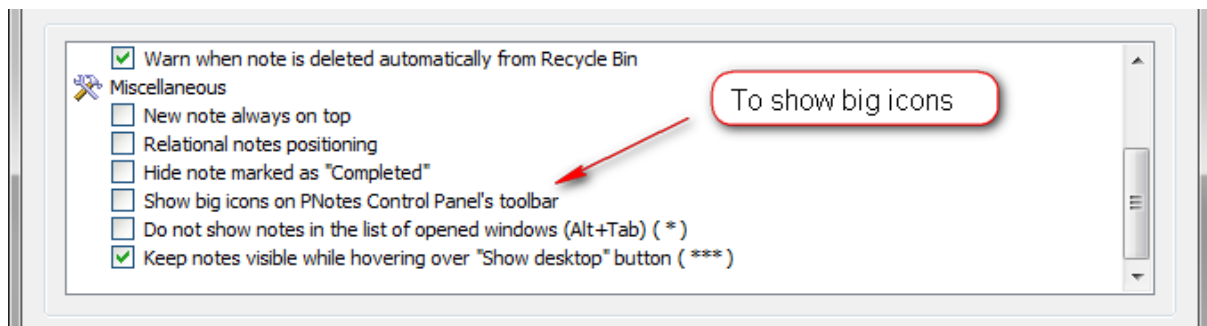 Warn when note is deleted automatically from Recycle Bin
Miscellaneous
To show big icons
New note always on top
Relational notes positioning
Hide note marked as "Completed"
Show big icons on PNotes Control Panel's toolbar
Do not show notes in the list of opened windows (Alt+Tab) ( * )
Keep notes visible while hovering over "Show desktop" button ( *** )